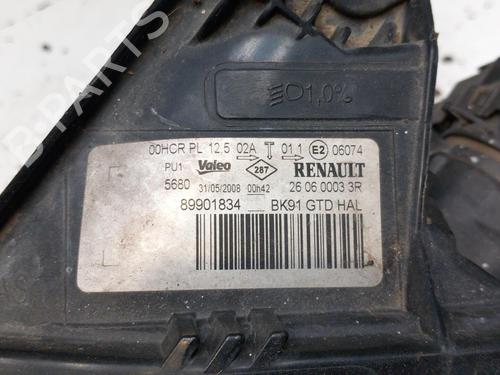 1,0%
00HCR PL 12,5 02A T 01 1 E2 06074
PU1 Valeo 287 RENAULT
5680 31/05/2008 00h42 26 06 0003 3R
89901834 BK91 GTD HAL
B-PARTS